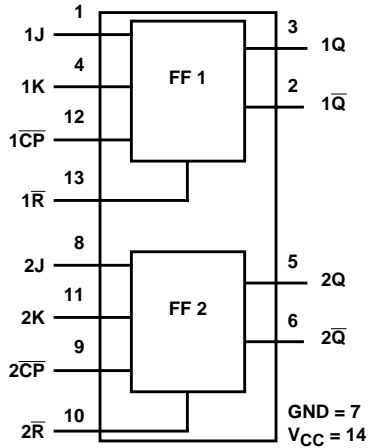 1
1J
3
1Q
4
1K
FF 1
2
1Q̅
12
1C̅P̅
13
1R̅
8
2J
5
2Q
11
2K
FF 2
6
2Q̅
9
2C̅P̅
10
2R̅
GND = 7
VCC = 14